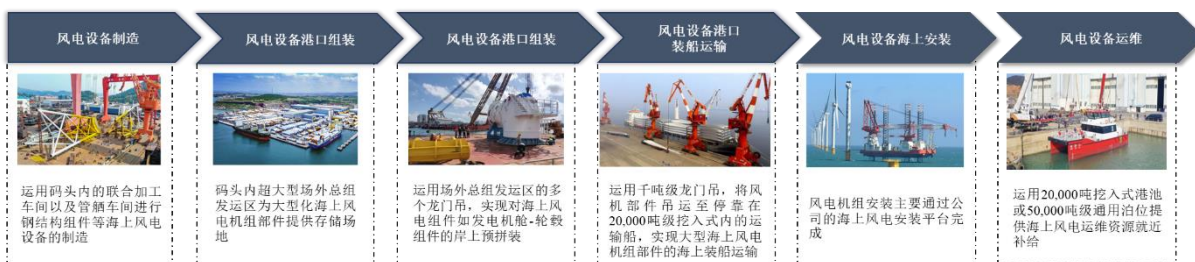 风电设备制造
风电设备港口组装
风电设备港口组装
风电设备港口
装船运输
风电设备海上安装
风电设备运维
运用码头内的联合加工
车间以及管舾车间进行
钢结构组件等海上风电
设备的制造
码头内超大型场外总组
发运区为大型化海上风
电机组部件提供存储场
地
运用场外总组发运区的多
个龙门吊，实现对海上风
电组件如发电机舱-轮毂
组件的岸上预拼装
运用千吨级龙门吊，将风
机部件吊运至停靠在
20,000吨级挖入式内的运
输船，实现大型海上风电
机组部件的海上装船运输
风电机组安装主要通过公
司的海上风电安装平台完
成
运用20,000吨挖入式港池
或50,000吨级通用泊位提
供海上风电运维资源就近
补给